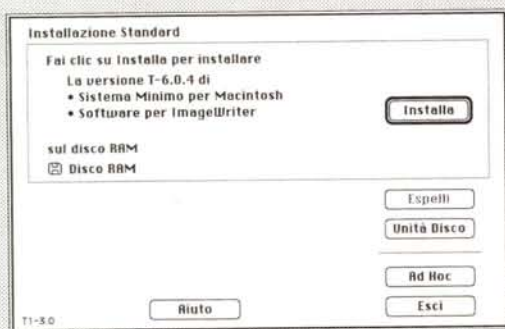 Installazione Standard
Fai clic su Installa per installare
La versione T-6.0.4 di
• Sistema Minimo per Macintosh
• Software per ImageWriter
Installa
sul disco RAM
Disco RAM
Espelli
Unità Disco
Ad Hoc
Aiuto
Esci
T1-3.0